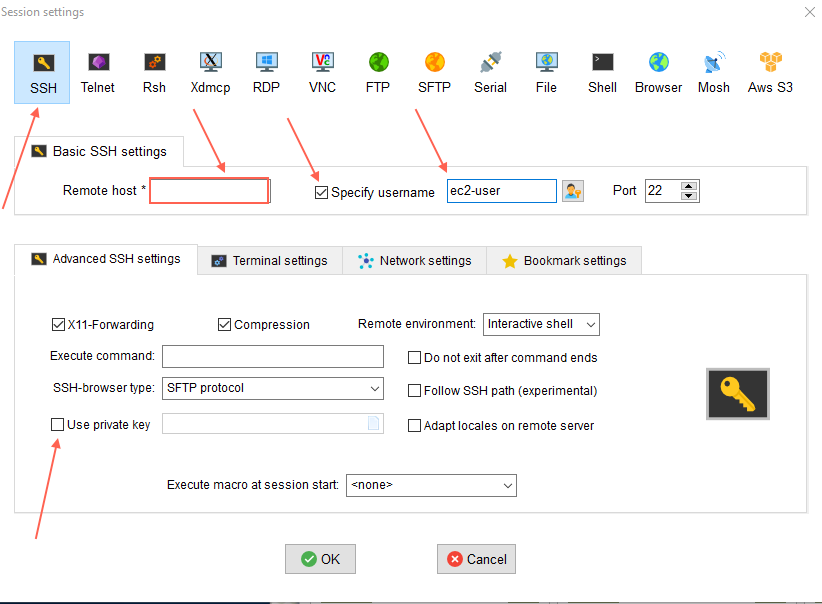 Session settings
SSH Telnet Rsh Xdmcp RDP VNC FTP SFTP Serial File Shell Browser Mosh Aws S3
Basic SSH settings
Remote host * Specify username ec2-user Port 22
Advanced SSH settings Terminal settings Network settings Bookmark settings
X11-Forwarding Compression Remote environment: Interactive shell
Execute command: Do not exit after command ends
SSH-browser type: SFTP protocol Follow SSH path (experimental)
Use private key Adapt locales on remote server
Execute macro at session start: <none>
OK Cancel